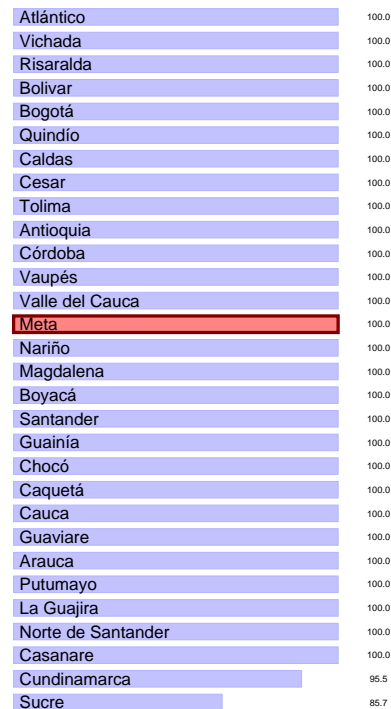 Atlántico 100.0
Vichada 100.0
Risaralda 100.0
Bolivar 100.0
Bogotá 100.0
Quindío 100.0
Caldas 100.0
Cesar 100.0
Tolima 100.0
Antioquia 100.0
Córdoba 100.0
Vaupés 100.0
Valle del Cauca 100.0
Meta 100.0
Nariño 100.0
Magdalena 100.0
Boyacá 100.0
Santander 100.0
Guainía 100.0
Chocó 100.0
Caquetá 100.0
Cauca 100.0
Guaviare 100.0
Arauca 100.0
Putumayo 100.0
La Guajira 100.0
Norte de Santander 100.0
Casanare 100.0
Cundinamarca 95.5
Sucre 85.7